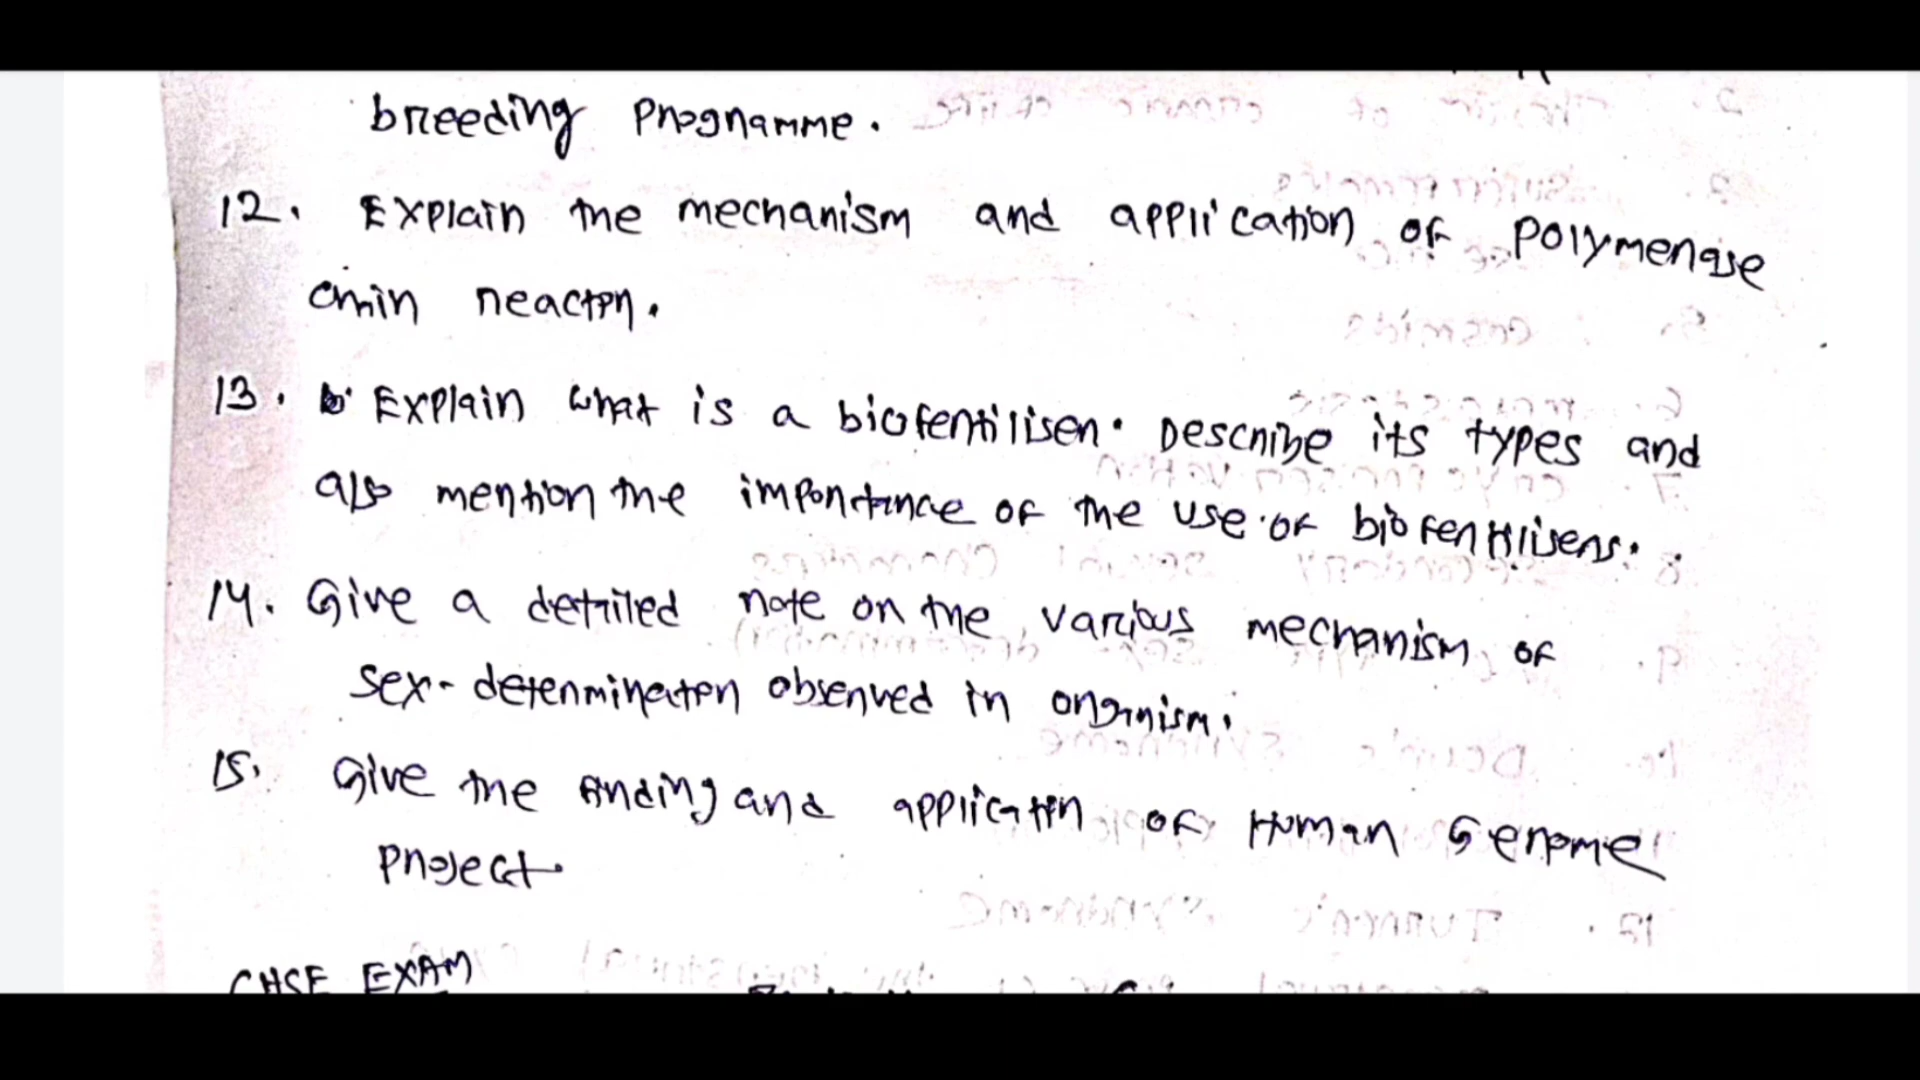 breeding programme.
12. Explain the mechanism and application of polymerase
chain reaction.
13. Explain what is a biofertiliser. Describe its types and
also mention the importance of the use of biofertilisers.
14. Give a detailed note on the various mechanism of
sex-determination observed in organism.
15. Give the finding and application of Human Genome
Project
CHSE EXAM